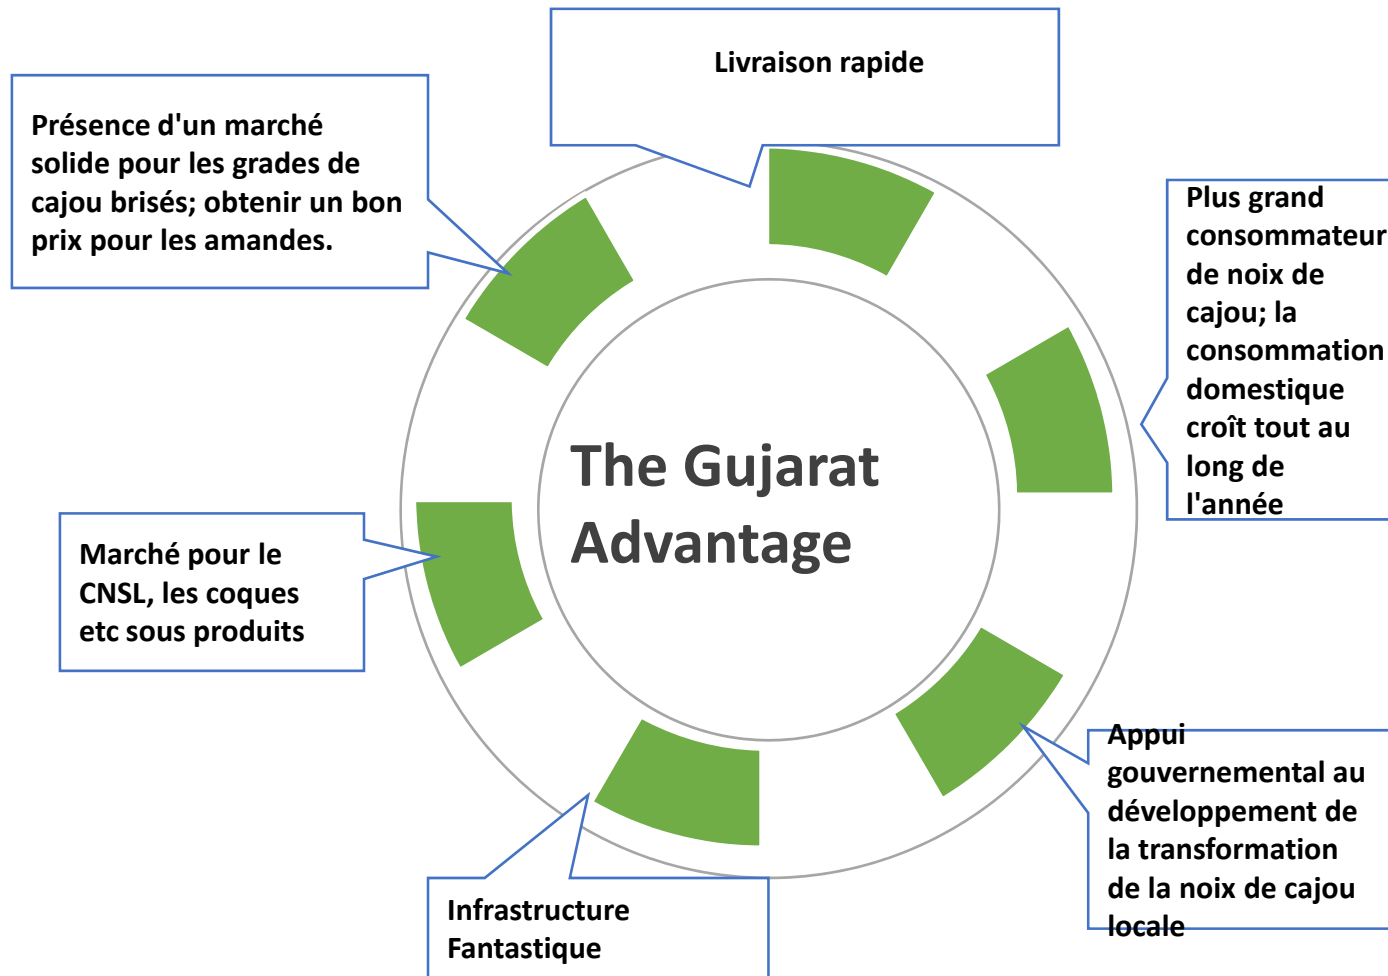 Livraison rapide
Présence d'un marché
solide pour les grades de
cajou brisés; obtenir un bon
prix pour les amandes.
Plus grand
consommateur
de noix de
cajou; la
consommation
domestique
croît tout au
long de
l'année
The Gujarat
Advantage
Marché pour le
CNSL, les coques
etc sous produits
Appui
gouvernemental au
développement de
la transformation
de la noix de cajou
locale
Infrastructure
Fantastique